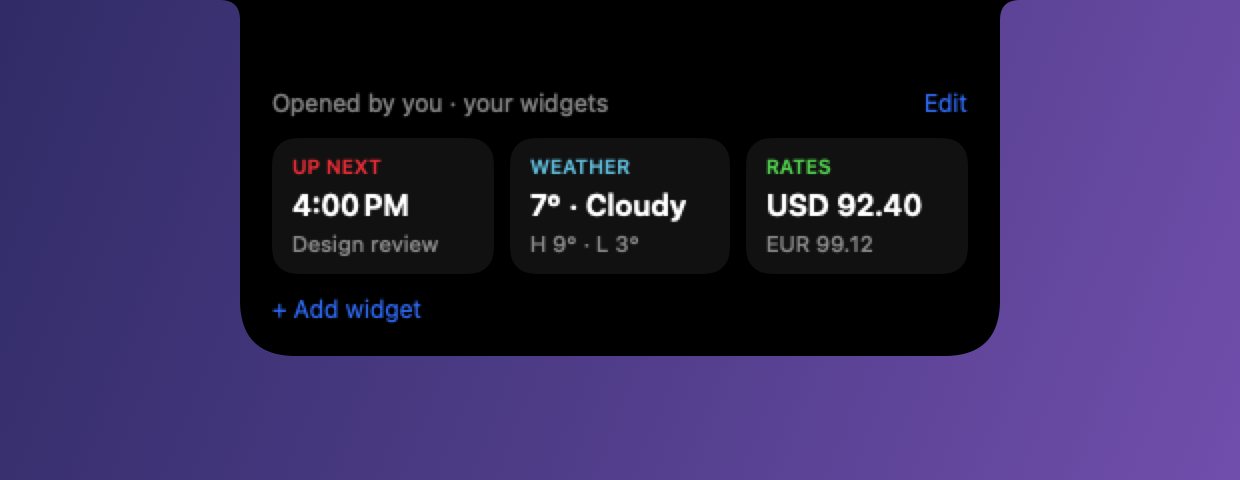 Opened by you · your widgets
Edit
UP NEXT
4:00 PM
Design review
WEATHER
7° · Cloudy
H 9° · L 3°
RATES
USD 92.40
EUR 99.12
+ Add widget